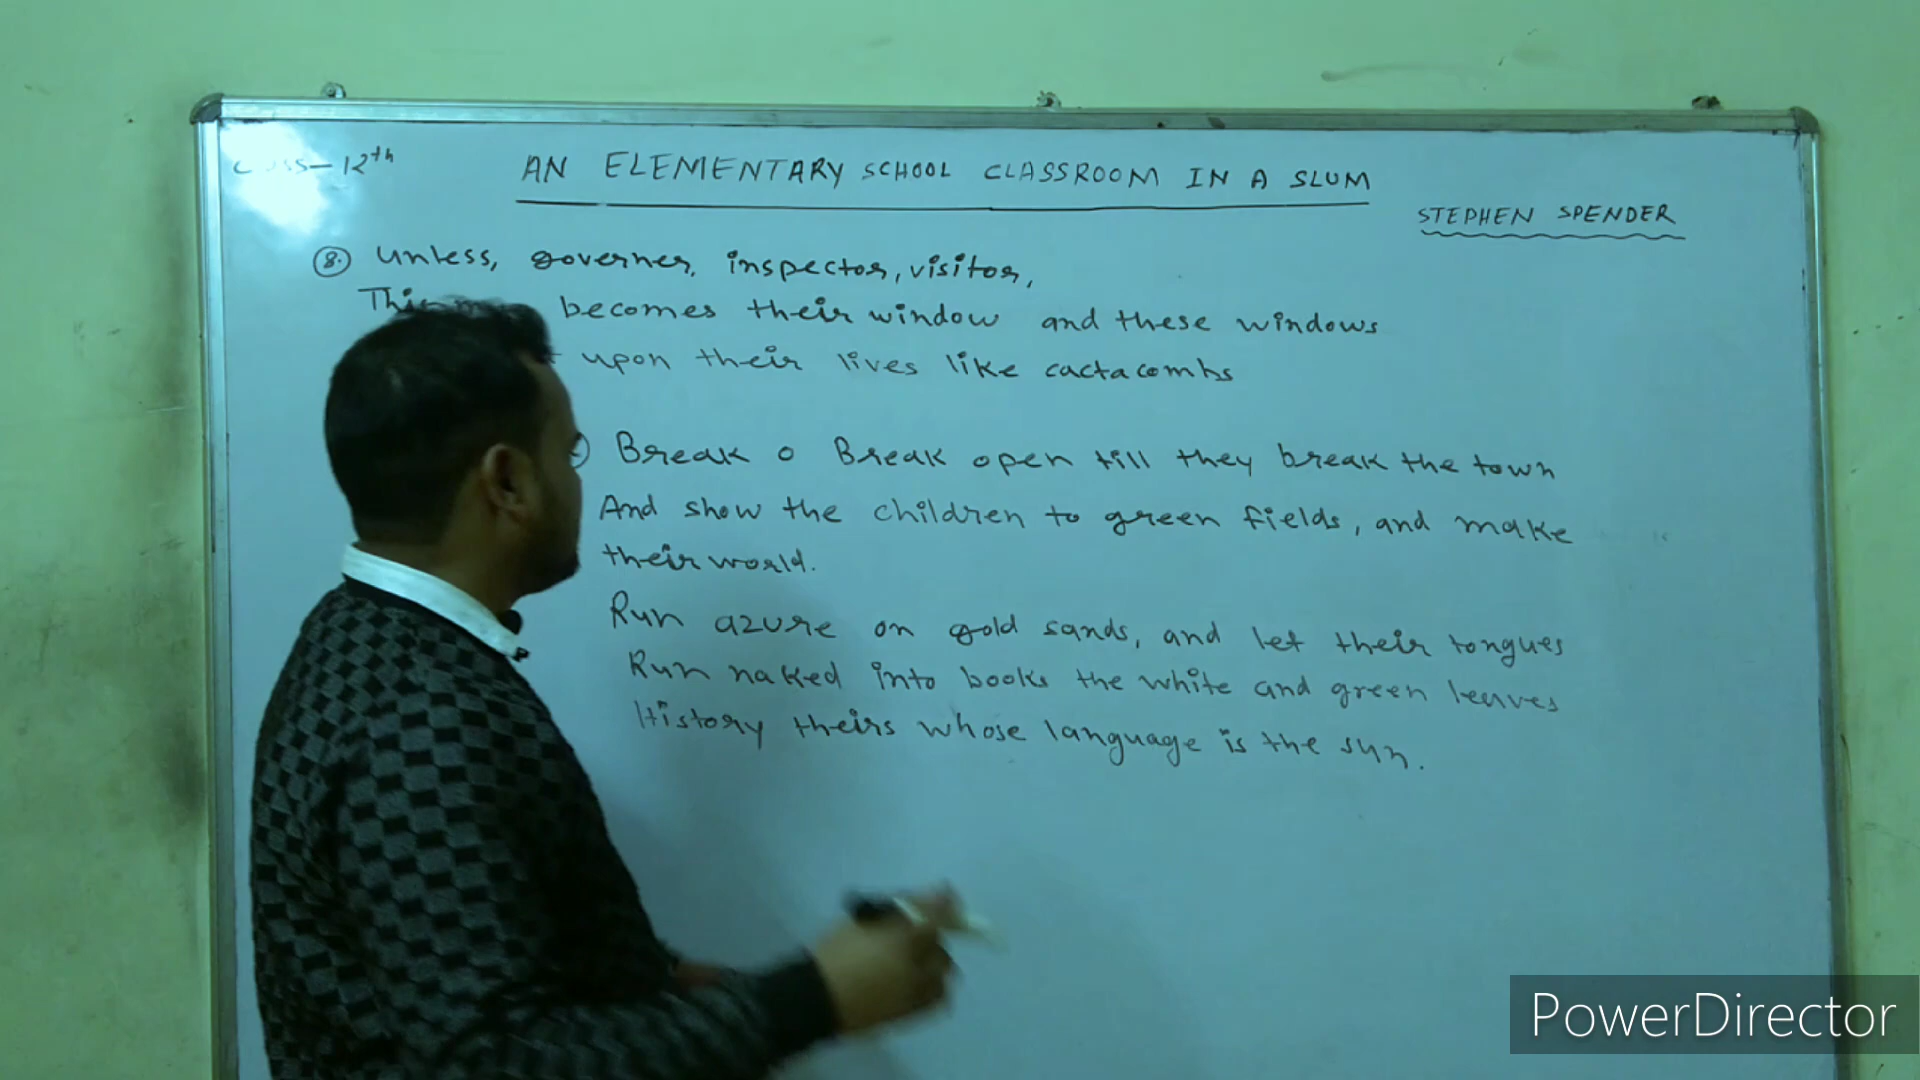 Class-12th
AN ELEMENTARY SCHOOL CLASSROOM IN A SLUM
STEPHEN SPENDER
8. Unless, governer, inspector, visitor,
This becomes their window and these windows
upon their lives like cactacombs
Break o Break open till they break the town
And show the children to green fields, and make
their world.
Run azure on gold sands, and let their tongues
Run naked into books the white and green leaves
History theirs whose language is the sun.
PowerDirector